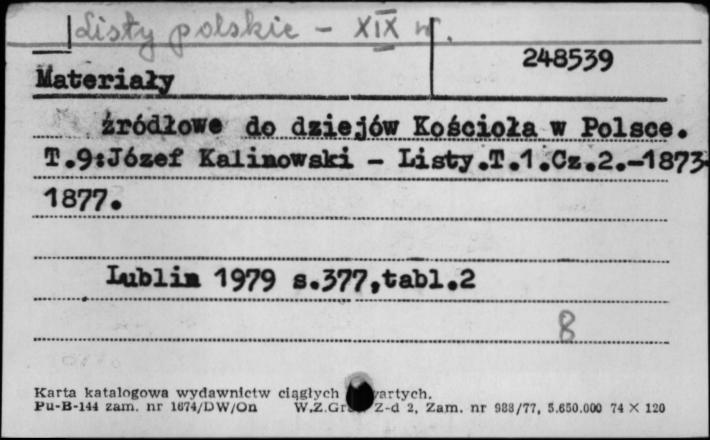 Listy polskie - XIX w.
248539
Materiały
źródłowe do dziejów Kościoła w Polsce.
T.9:Józef Kalinowski - Listy.T.1.Cz.2.-1873-
1877.
Lublin 1979 s.377,tabl.2
8
Karta katalogowa wydawnictw ciągłych
Pu-B-144 zam. nr 1674/DW/On W.Z.Gr Z-d 2, Zam. nr 988/77, 5.650.000 74 X 120